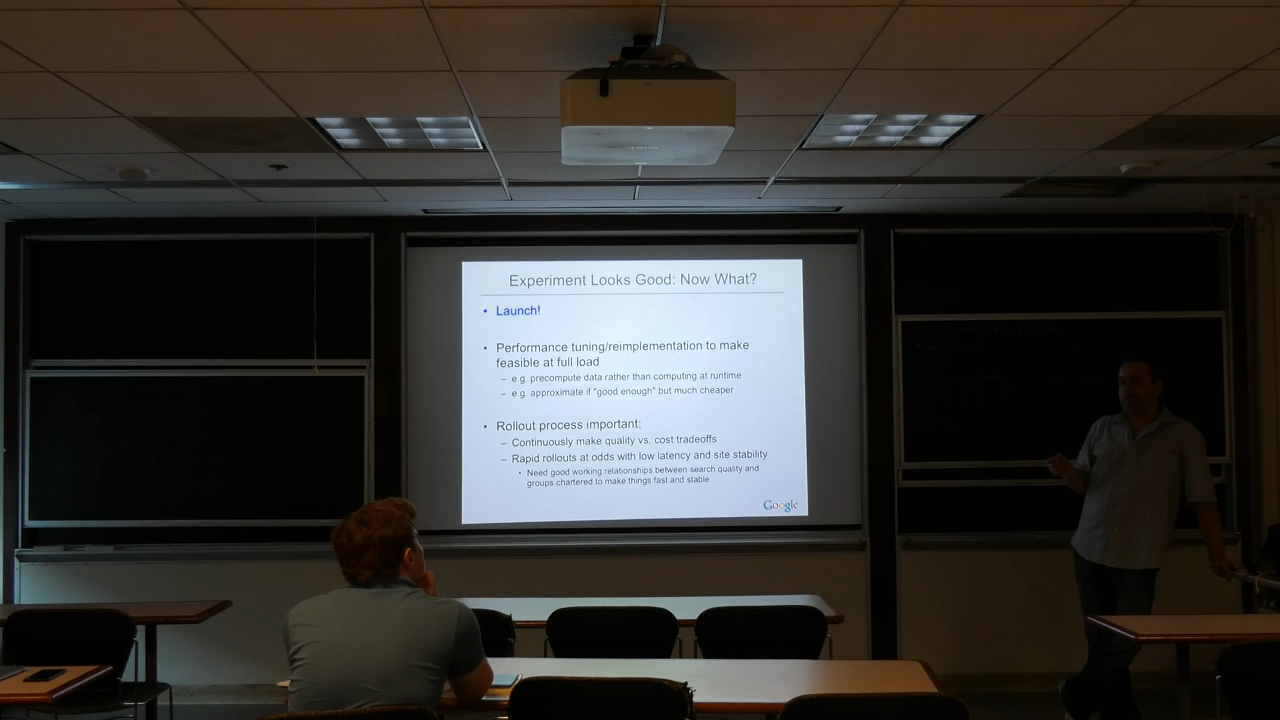 Experiment Looks Good: Now What?
• Launch!
• Performance tuning/reimplementation to make
feasible at full load
– e.g. precompute data rather than computing at runtime
– e.g. approximate if "good enough" but much cheaper
• Rollout process important:
– Continuously make quality vs. cost tradeoffs
– Rapid rollouts at odds with low latency and site stability
• Need good working relationships between search quality and
groups chartered to make things fast and stable
Google